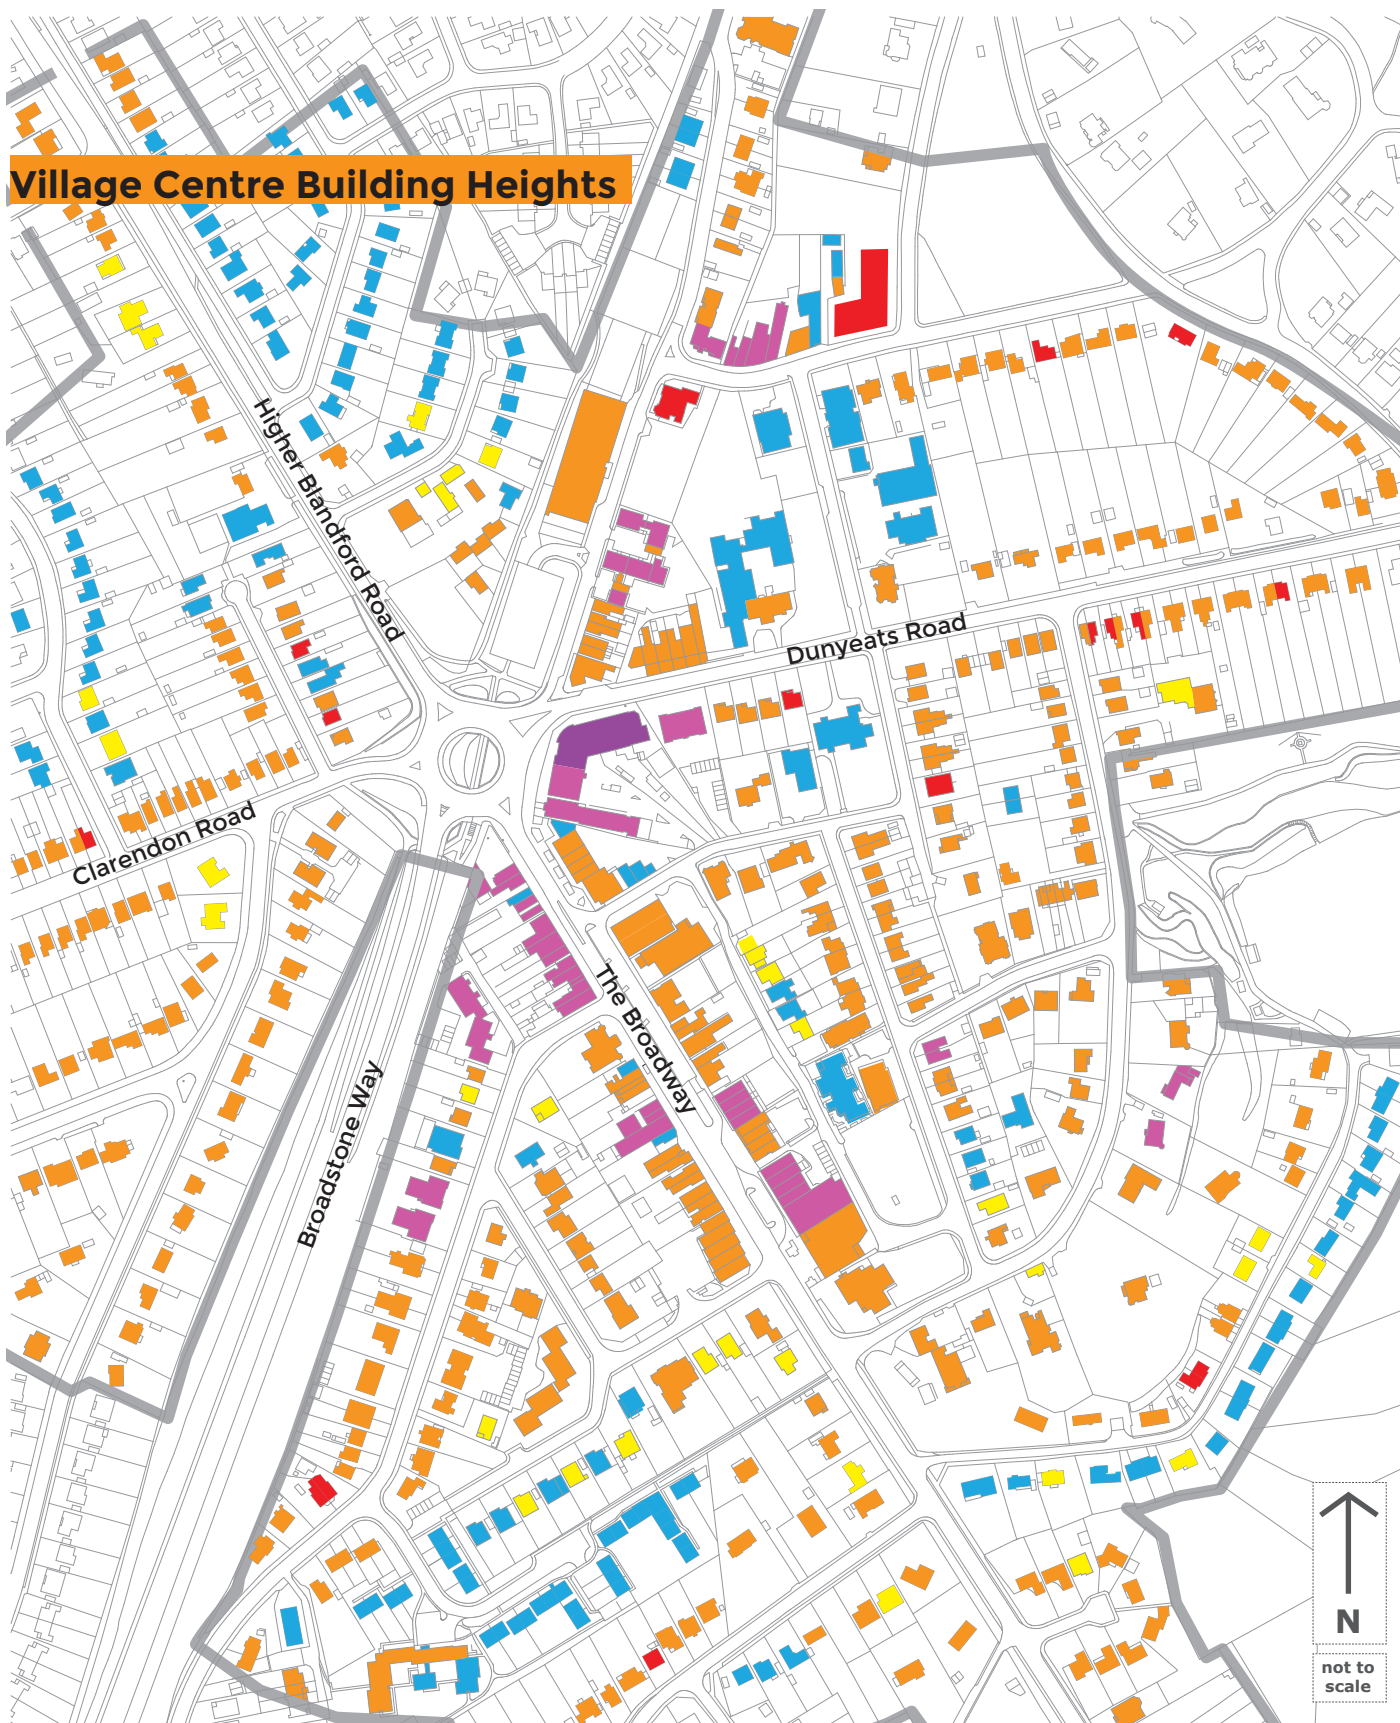 Village Centre Building Heights
Higher Blandford Road
Dunyeats Road
Clarendon Road
The Broadway
Broadstone Way
N
not to
scale